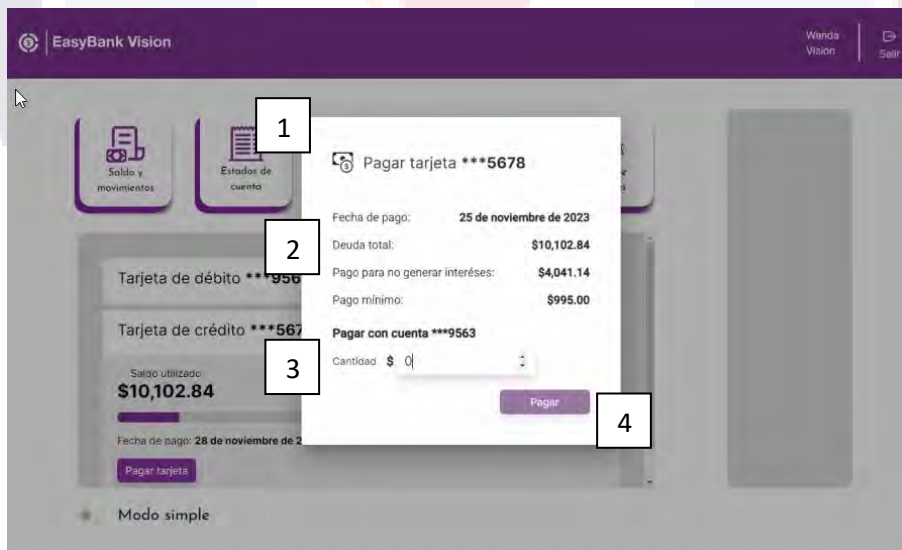 EasyBank Vision
Wanda
Vision
Salir
1
Saldo y
movimientos
Estados de
cuenta
Pagar tarjeta ***5678
Fecha de pago: 25 de noviembre de 2023
2
Deuda total: $10,102.84
Pago para no generar interéses: $4,041.14
Pago mínimo: $995.00
Tarjeta de débito ***956
Tarjeta de crédito ***567
Pagar con cuenta ***9563
3
Cantidad $ 0
Saldo utilizado
$10,102.84
Pagar
4
Fecha de pago: 28 de noviembre de 2
Pagar tarjeta
Modo simple